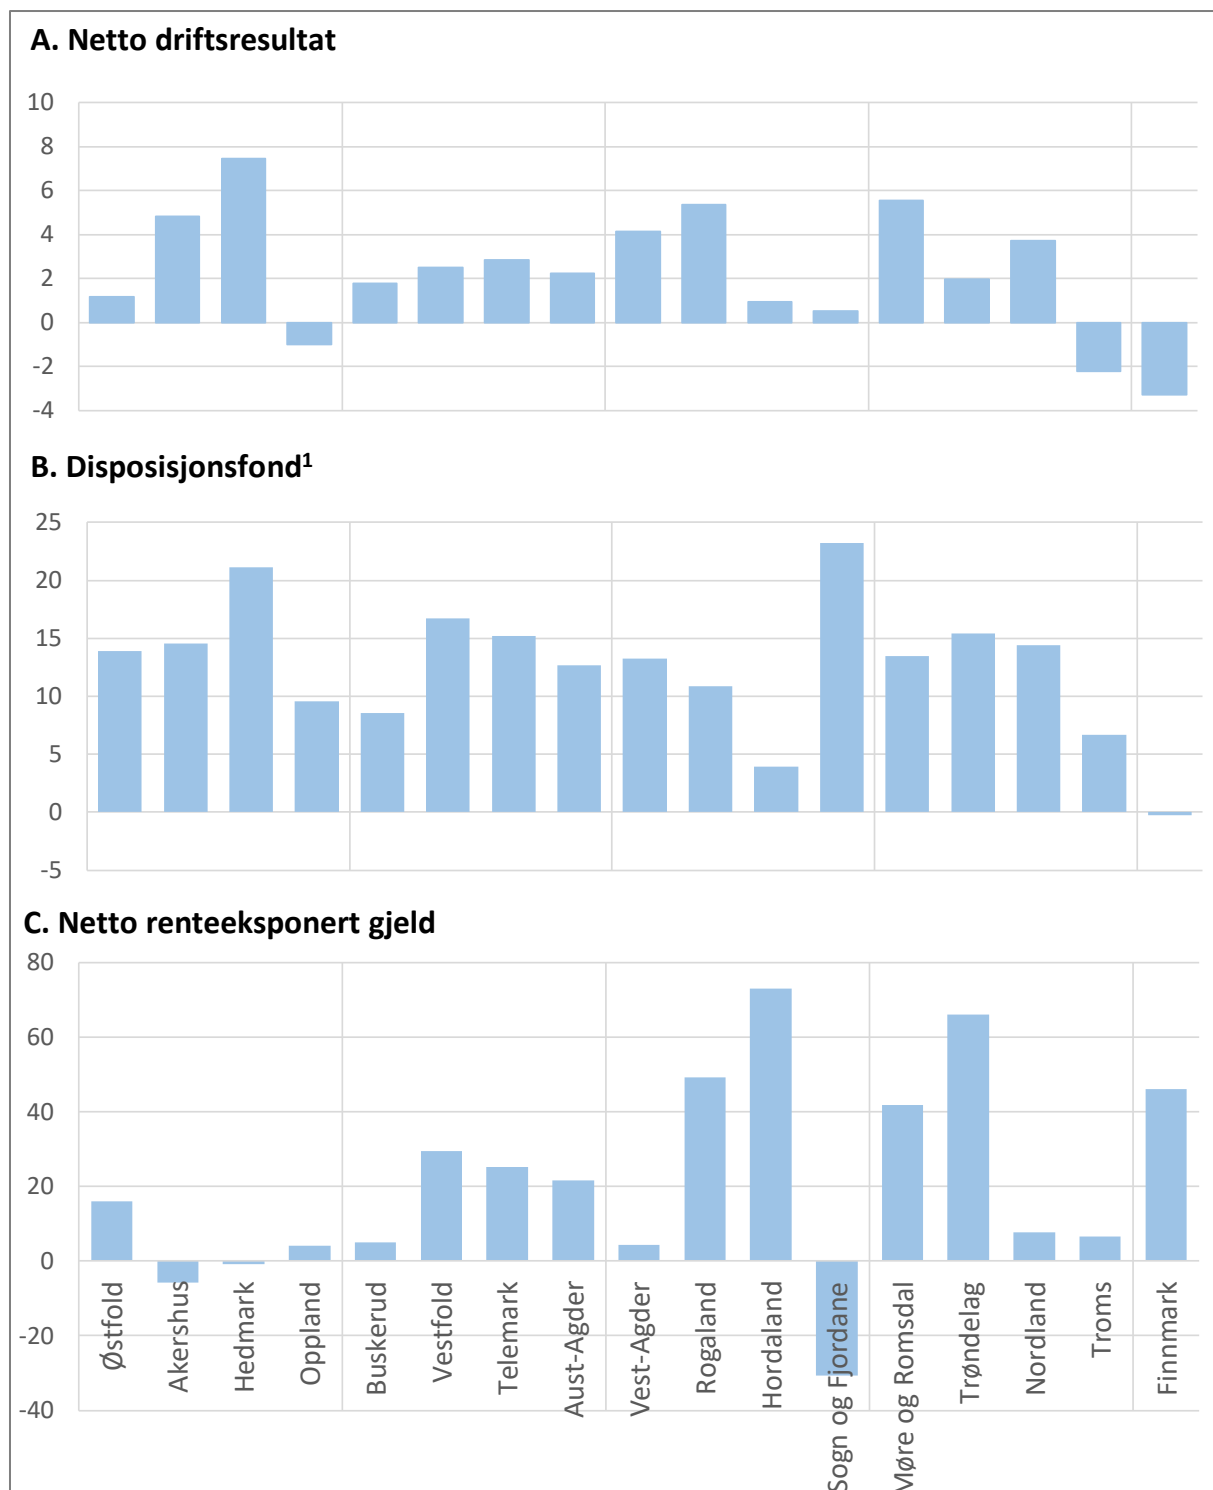 A. Netto driftsresultat
10
8
6
4
2
0
-2
-4
B. Disposisjonsfond¹
25
20
15
10
5
0
-5
C. Netto renteeksponert gjeld
80
60
40
20
0
-20
-40
Østfold
Akershus
Hedmark
Oppland
Buskerud
Vestfold
Telemark
Aust-Agder
Vest-Agder
Rogaland
Hordaland
Sogn og Fjordane
Møre og Romsdal
Trøndelag
Nordland
Troms
Finnmark